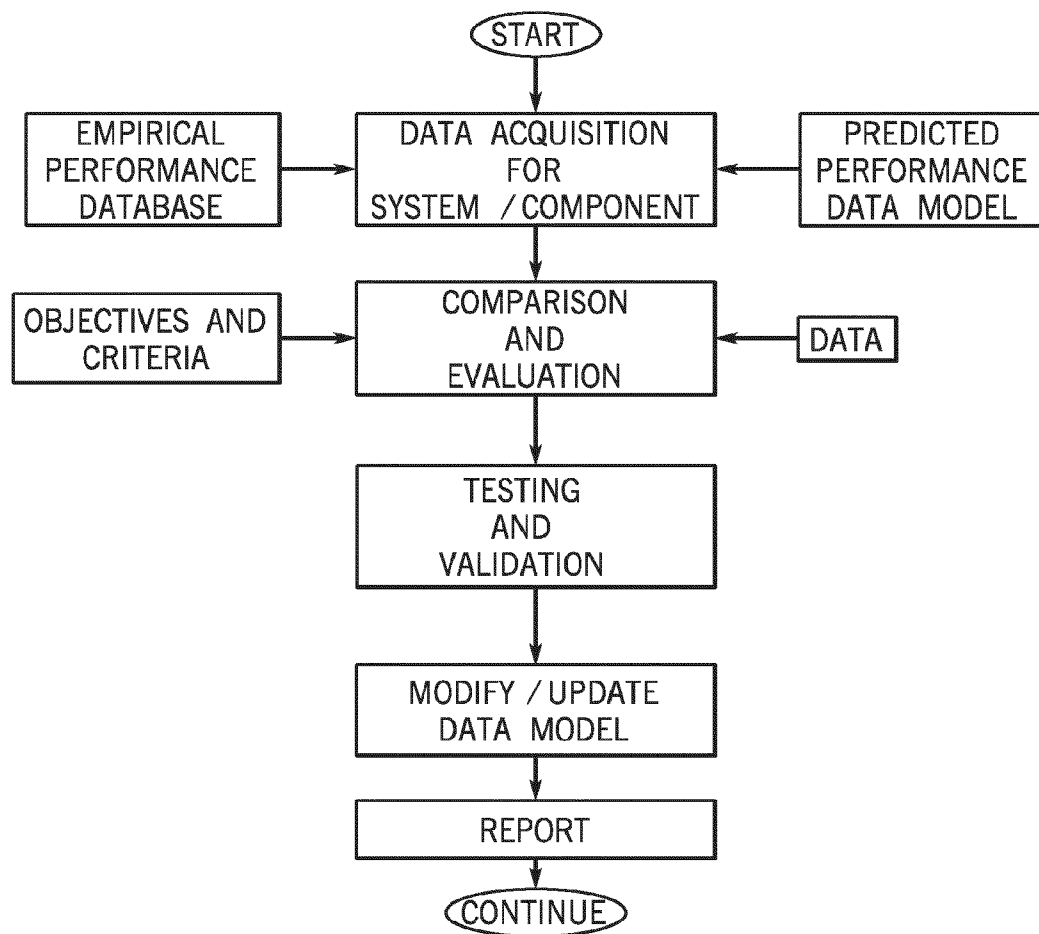 START
EMPIRICAL
PERFORMANCE
DATABASE
DATA ACQUISITION
FOR
SYSTEM / COMPONENT
PREDICTED
PERFORMANCE
DATA MODEL
OBJECTIVES AND
CRITERIA
COMPARISON
AND
EVALUATION
DATA
TESTING
AND
VALIDATION
MODIFY / UPDATE
DATA MODEL
REPORT
CONTINUE